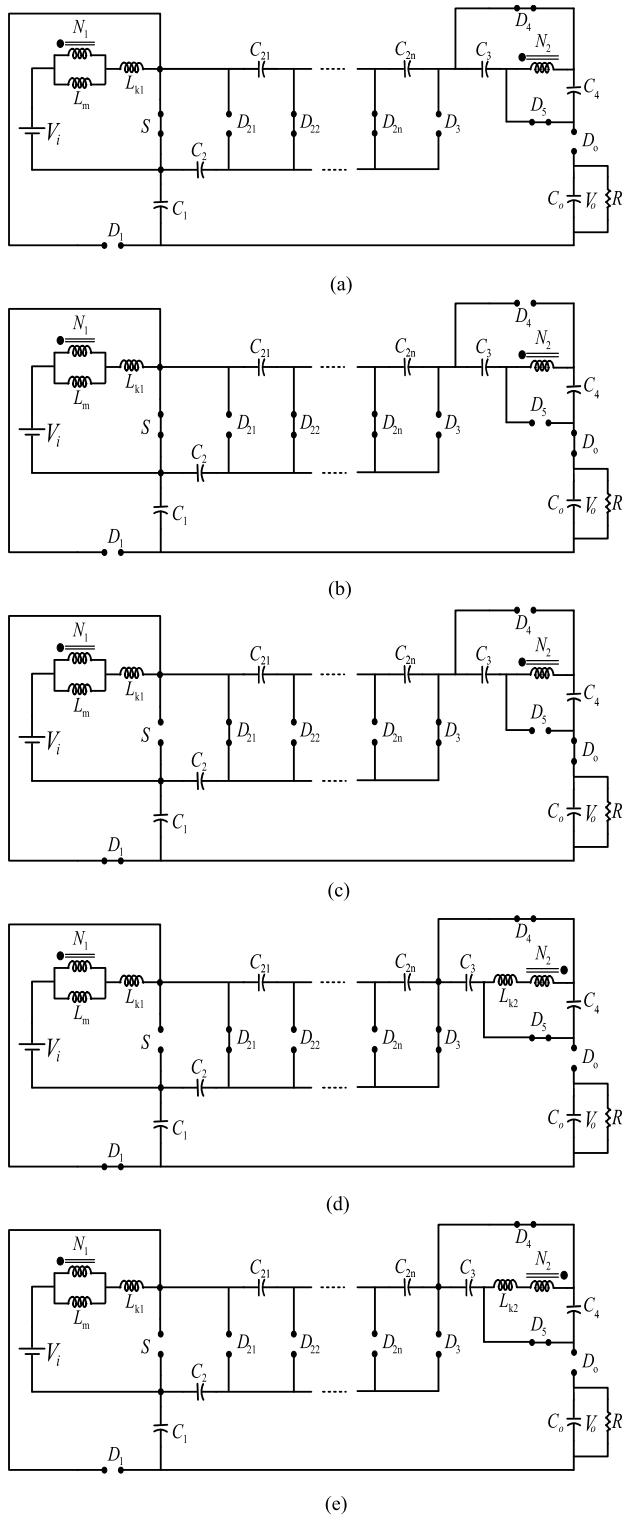 N1 Lk1 Lm Vi S C1 D1 C2 C21 D21 D22 C2n D2n D3 C3 D4 N2 D5 C4 Do Co Vo R
(a)
N1 Lk1 Lm Vi S C1 D1 C2 C21 D21 D22 C2n D2n D3 C3 D4 N2 D5 C4 Do Co Vo R
(b)
N1 Lk1 Lm Vi S C1 D1 C2 C21 D21 D22 C2n D2n D3 C3 D4 N2 D5 C4 Do Co Vo R
(c)
N1 Lk1 Lm Vi S C1 D1 C2 C21 D21 D22 C2n D2n D3 C3 D4 Lk2 N2 D5 C4 Do Co Vo R
(d)
N1 Lk1 Lm Vi S C1 D1 C2 C21 D21 D22 C2n D2n D3 C3 D4 Lk2 N2 D5 C4 Do Co Vo R
(e)